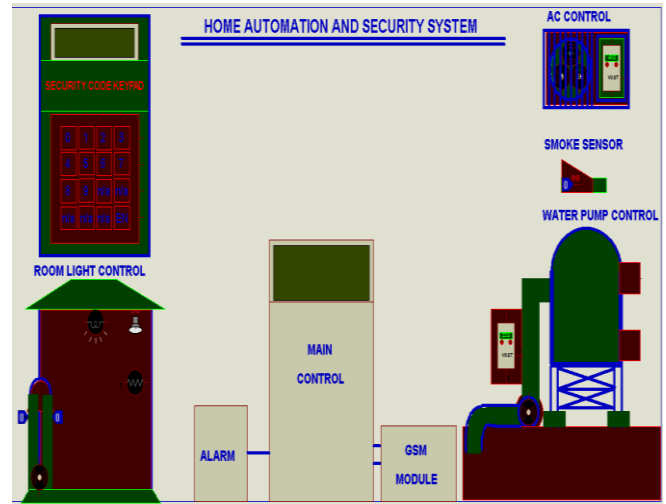 HOME AUTOMATION AND SECURITY SYSTEM
AC CONTROL
SECURITY CODE KEYPAD
SMOKE SENSOR
WATER PUMP CONTROL
ROOM LIGHT CONTROL
MAIN
CONTROL
ALARM
GSM
MODULE